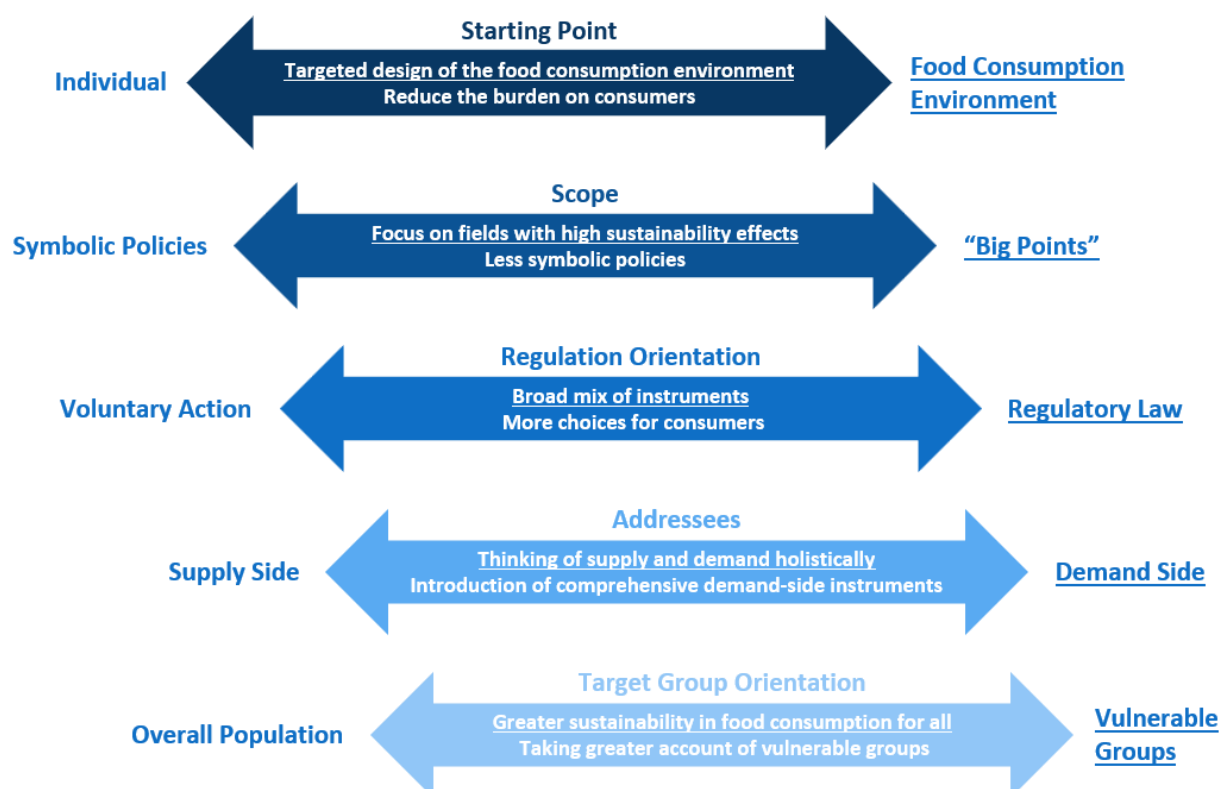 Starting Point
Individual
Targeted design of the food consumption environment
Reduce the burden on consumers
Food Consumption
Environment
Scope
Symbolic Policies
Focus on fields with high sustainability effects
Less symbolic policies
“Big Points”
Regulation Orientation
Voluntary Action
Broad mix of instruments
More choices for consumers
Regulatory Law
Addressees
Supply Side
Thinking of supply and demand holistically
Introduction of comprehensive demand-side instruments
Demand Side
Target Group Orientation
Overall Population
Greater sustainability in food consumption for all
Taking greater account of vulnerable groups
Vulnerable
Groups